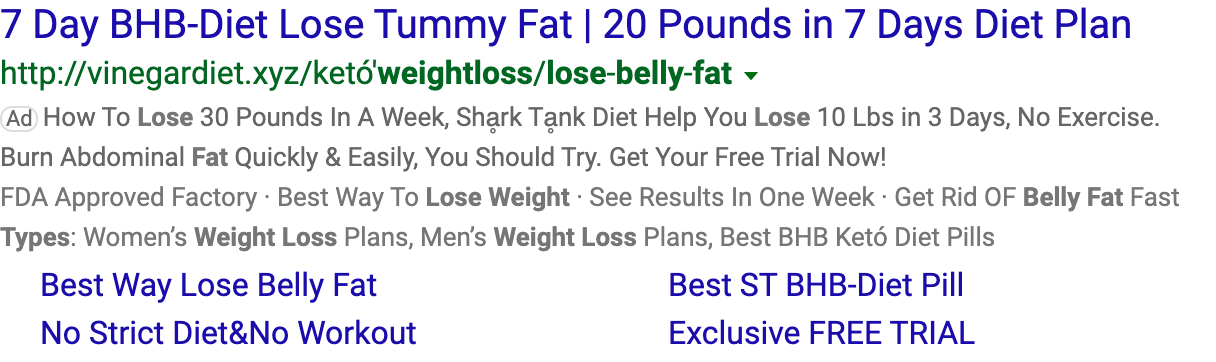 7 Day BHB-Diet Lose Tummy Fat | 20 Pounds in 7 Days Diet Plan
http://vinegardiet.xyz/ketó'weightloss/lose-belly-fat
Ad How To Lose 30 Pounds In A Week, Shḁrk Tḁnk Diet Help You Lose 10 Lbs in 3 Days, No Exercise.
Burn Abdominal Fat Quickly & Easily, You Should Try. Get Your Free Trial Now!
FDA Approved Factory · Best Way To Lose Weight · See Results In One Week · Get Rid OF Belly Fat Fast
Types: Women’s Weight Loss Plans, Men’s Weight Loss Plans, Best BHB Ketó Diet Pills
Best Way Lose Belly Fat
Best ST BHB-Diet Pill
No Strict Diet&No Workout
Exclusive FREE TRIAL